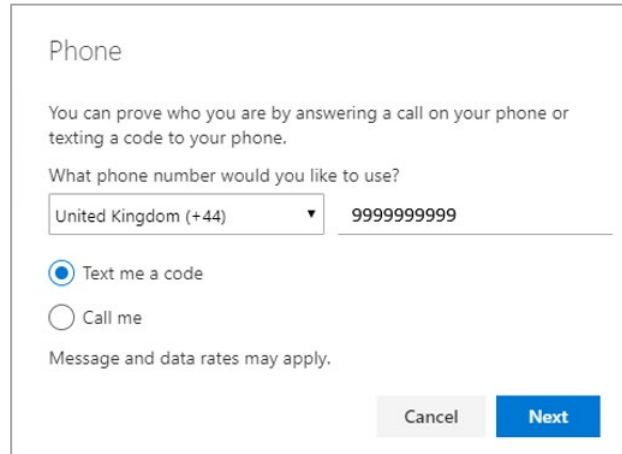 Phone
You can prove who you are by answering a call on your phone or
texting a code to your phone.
What phone number would you like to use?
United Kingdom (+44) 9999999999
Text me a code
Call me
Message and data rates may apply.
Cancel Next